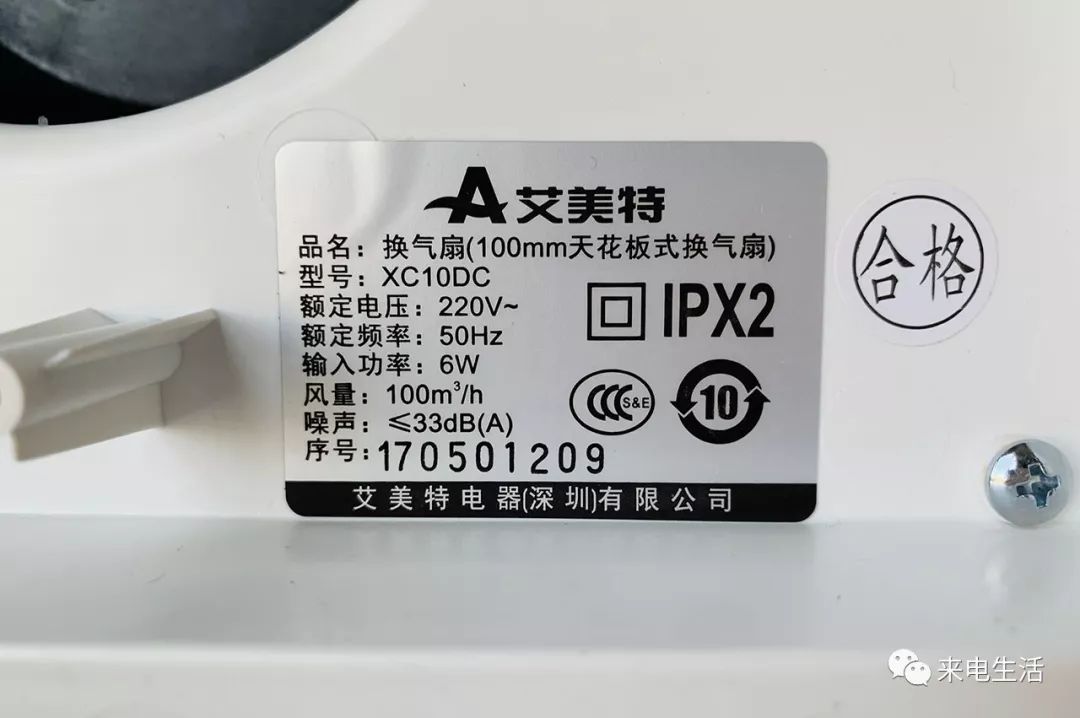 艾美特
品名：换气扇(100mm天花板式换气扇)
型号：XC10DC
额定电压：220V~
额定频率：50Hz
输入功率：6W
风量：100m³/h
噪声：≤33dB(A)
序号：170501209
IPX2
CCC S&E
10
艾美特电器(深圳)有限公司
合格
来电生活